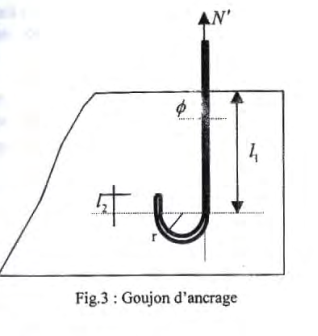 N'
ϕ
l₁
l₂
r
Fig.3 : Goujon d'ancrage